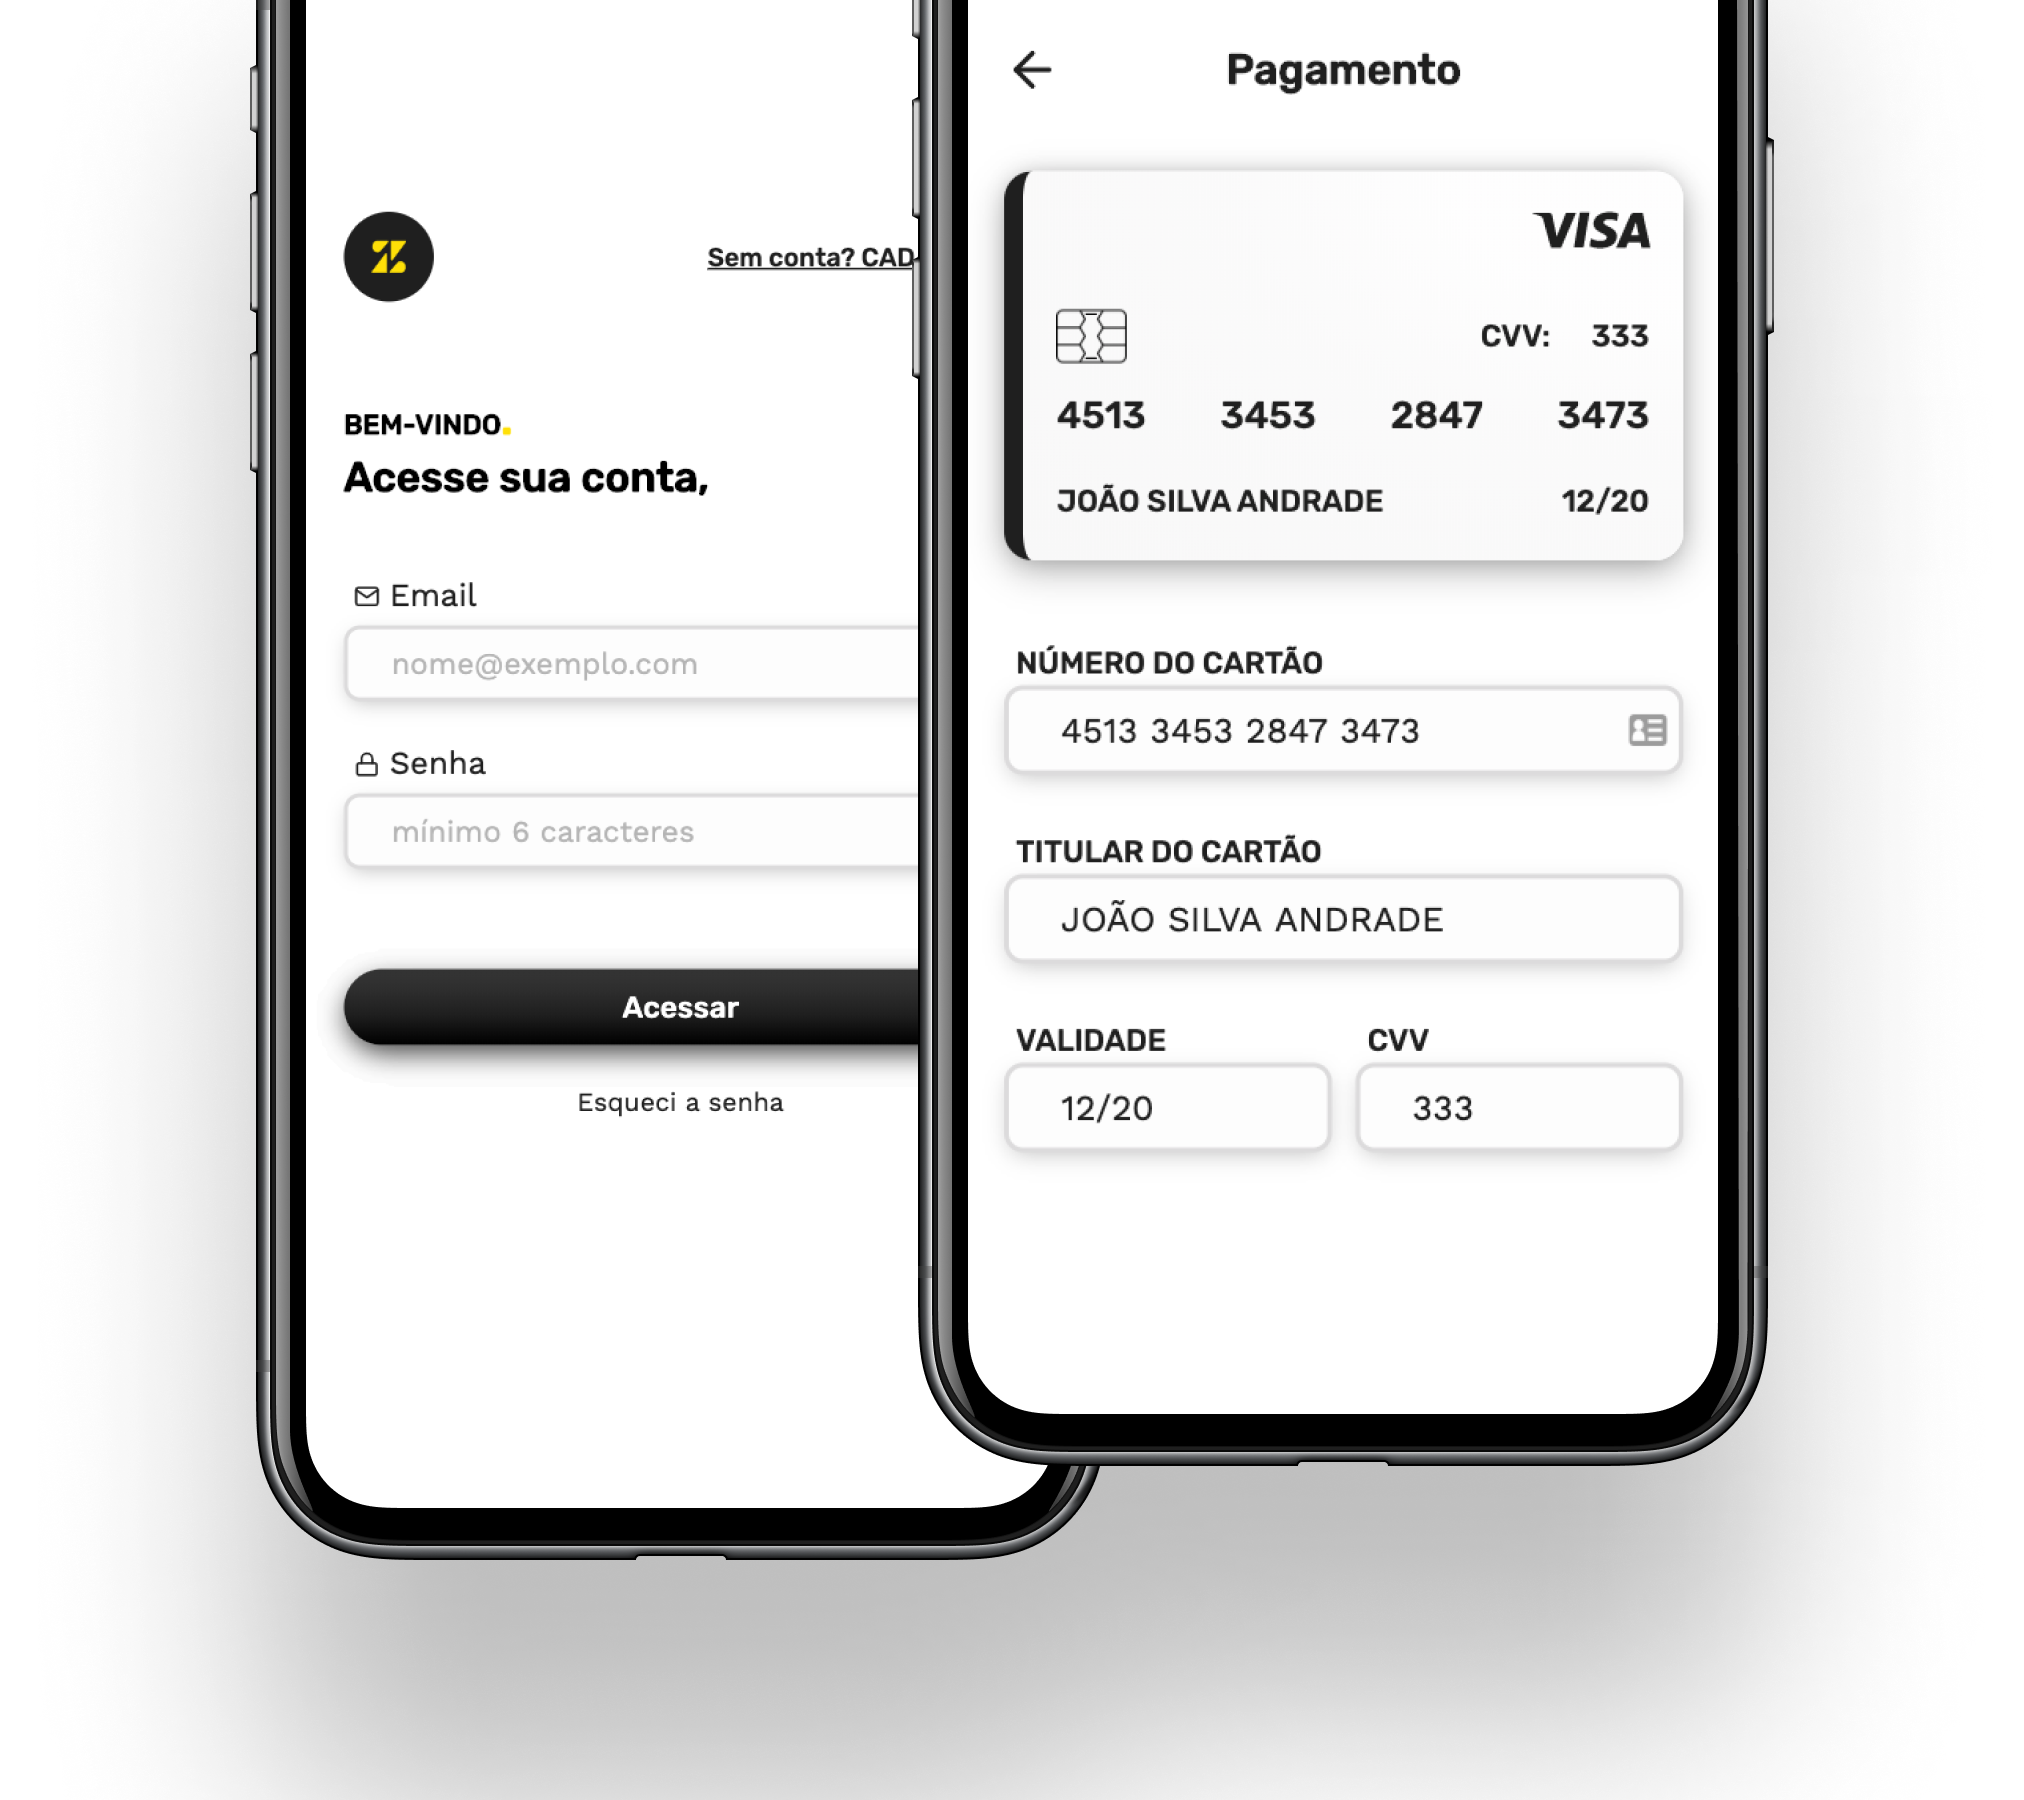 Sem conta? CAD
BEM-VINDO.
Acesse sua conta,
Email
nome@exemplo.com
Senha
mínimo 6 caracteres
Acessar
Esqueci a senha
Pagamento
VISA
CVV: 333
4513 3453 2847 3473
JOÃO SILVA ANDRADE 12/20
NÚMERO DO CARTÃO
4513 3453 2847 3473
TITULAR DO CARTÃO
JOÃO SILVA ANDRADE
VALIDADE CVV
12/20 333